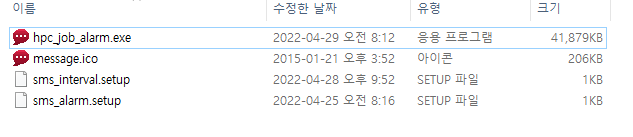 이름 수정한 날짜 유형 크기
hpc_job_alarm.exe 2022-04-29 오전 8:12 응용 프로그램 41,879KB
message.ico 2015-01-21 오후 3:52 아이콘 206KB
sms_interval.setup 2022-04-28 오후 9:52 SETUP 파일 1KB
sms_alarm.setup 2022-04-25 오전 8:16 SETUP 파일 1KB